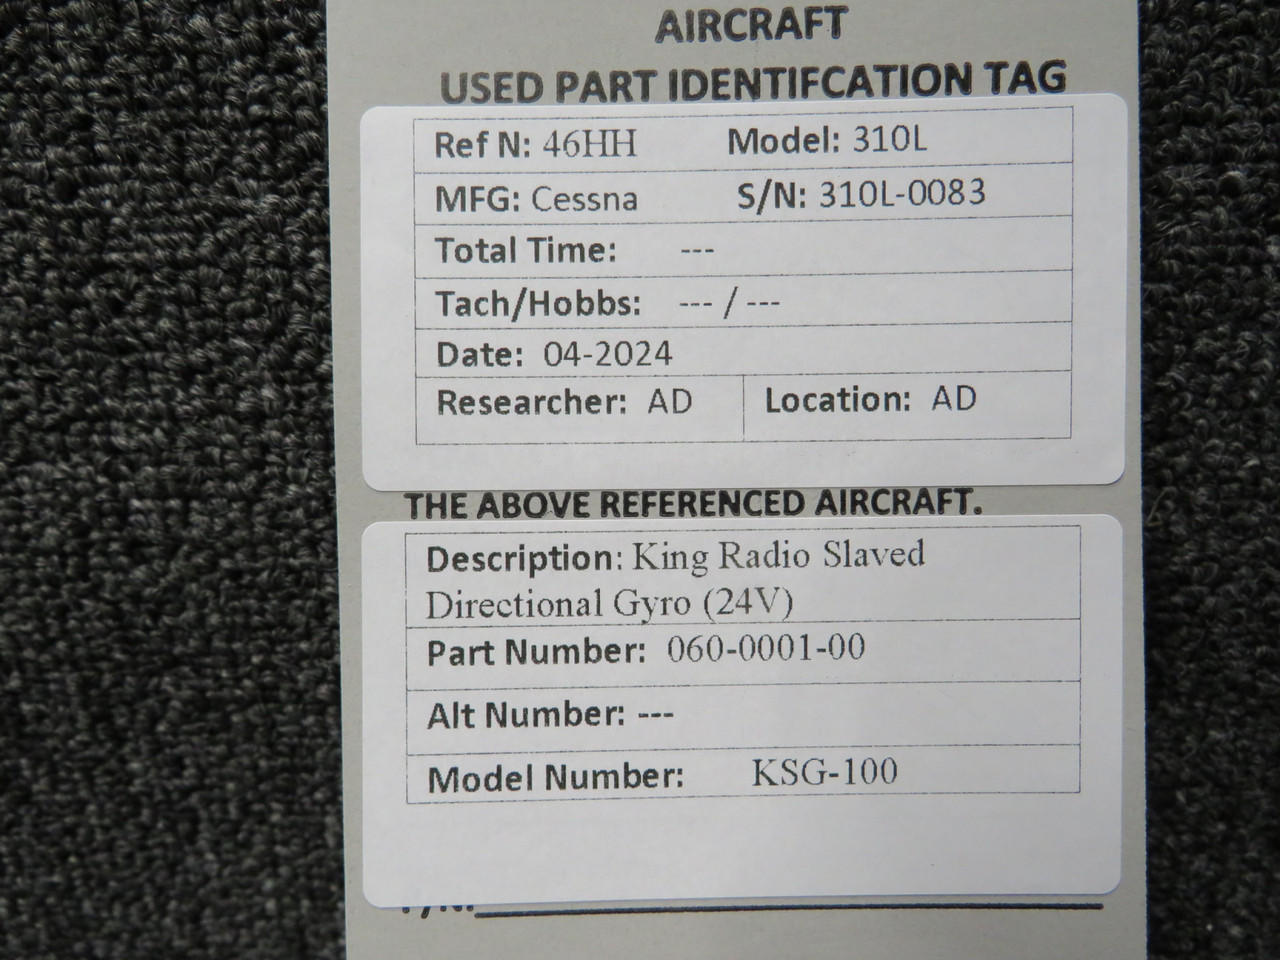 AIRCRAFT
USED PART IDENTIFCATION TAG
Ref N: 46HH Model: 310L
MFG: Cessna S/N: 310L-0083
Total Time: ---
Tach/Hobbs: --- / ---
Date: 04-2024
Researcher: AD Location: AD
THE ABOVE REFERENCED AIRCRAFT.
Description: King Radio Slaved
Directional Gyro (24V)
Part Number: 060-0001-00
Alt Number: ---
Model Number: KSG-100